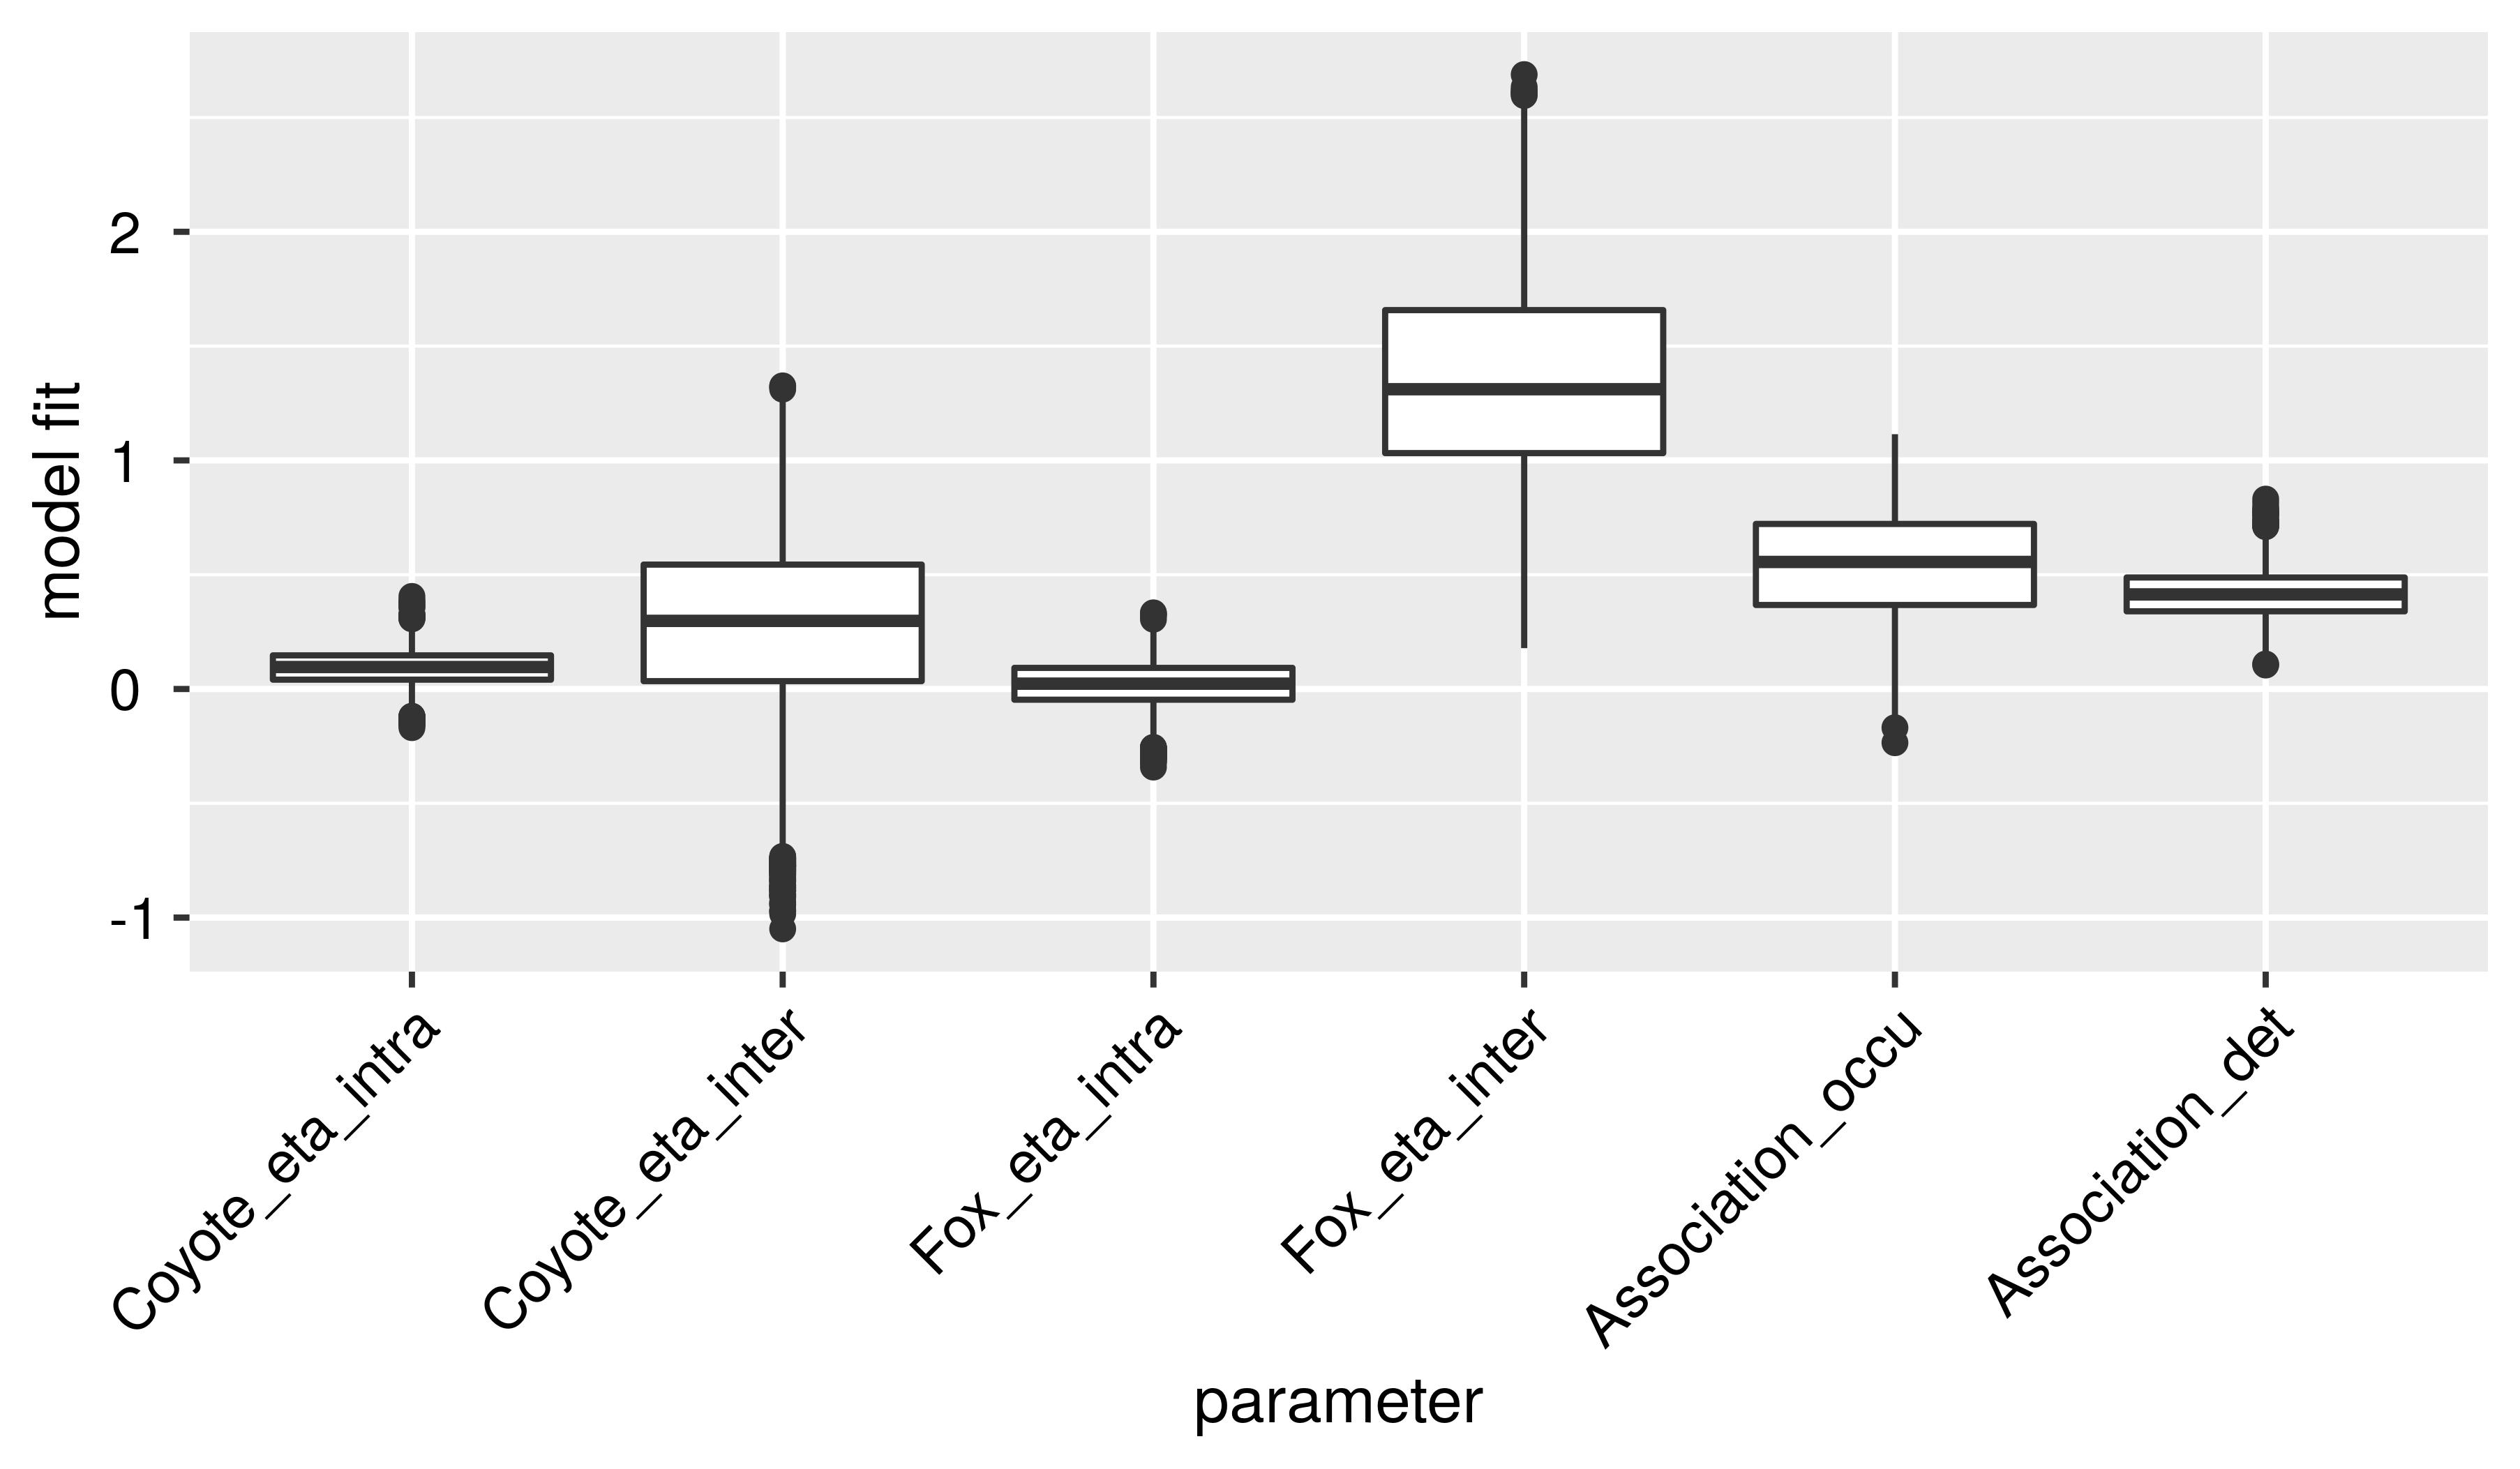 model fit
2
1
0
-1
Coyote_eta_intra
Coyote_eta_inter
Fox_eta_intra
Fox_eta_inter
Association_occu
Association_det
parameter